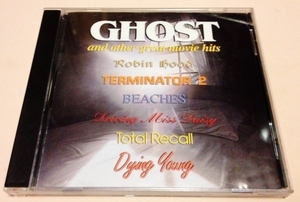 GHOST
and other great movie hits
Robin Hood
TERMINATOR 2
BEACHES
Driving Miss Daisy
Total Recall
Dying Young